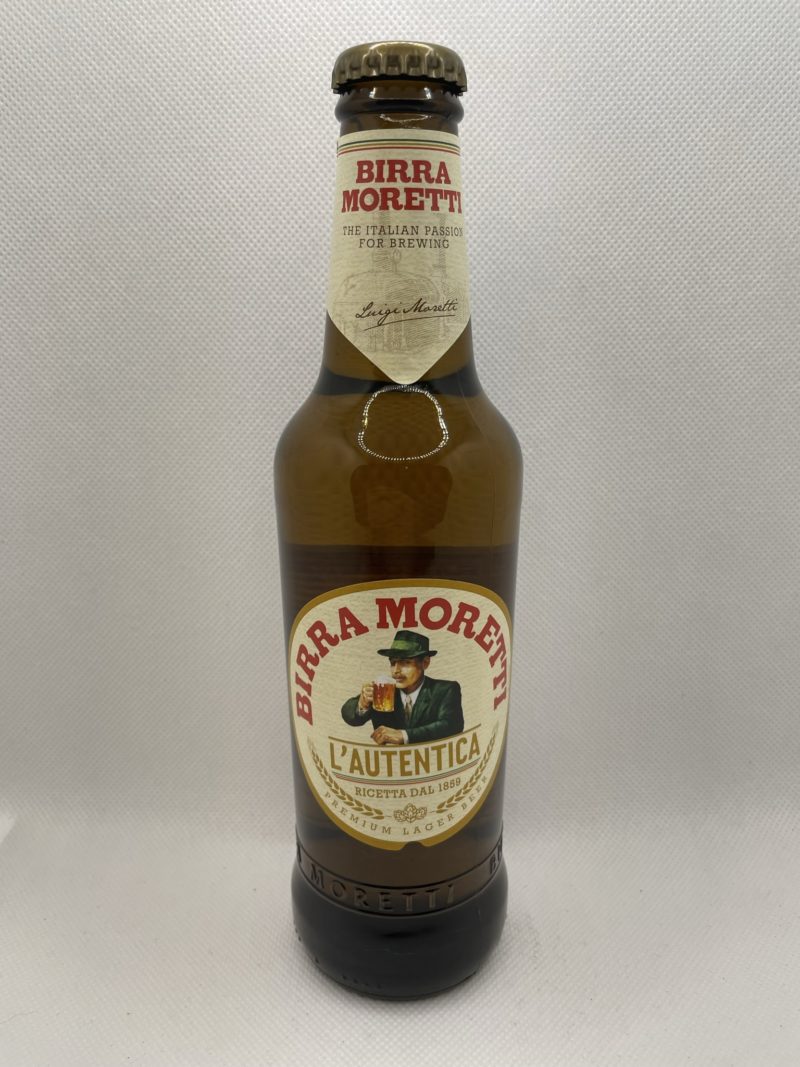 BIRRA
MORETTI
THE ITALIAN PASSION
FOR BREWING
Luigi Moretti
BIRRA MORETTI
L'AUTENTICA
RICETTA DAL 1859
PREMIUM LAGER BEER
MORETTI